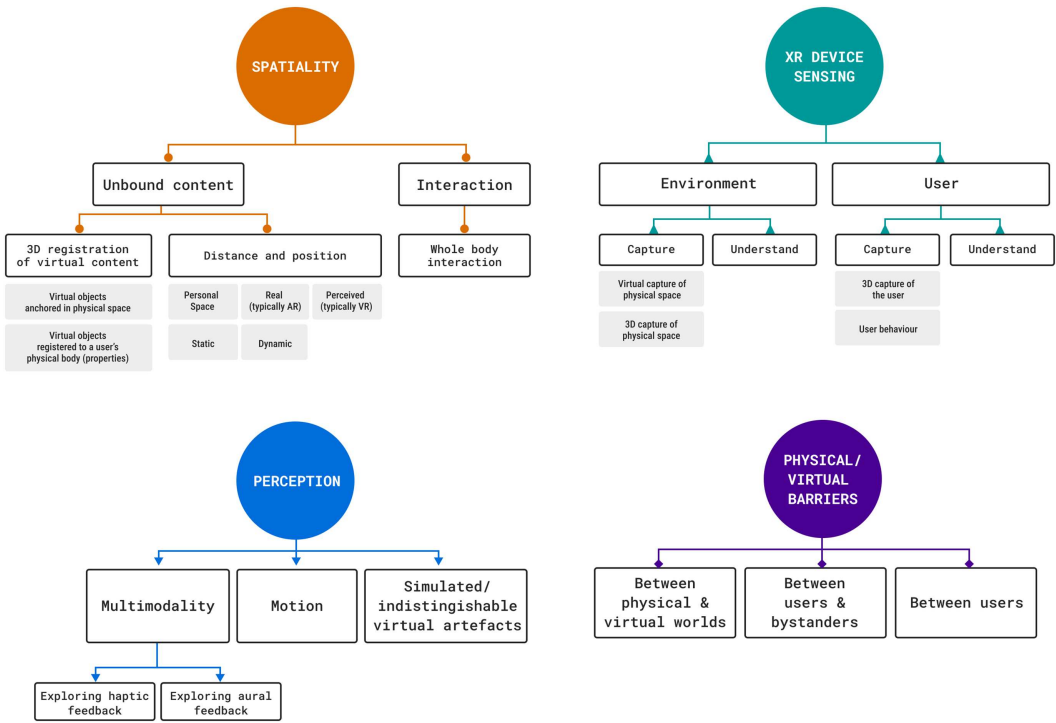 SPATIALITY
Unbound content
Interaction
3D registration
of virtual content
Distance and position
Whole body
interaction
Virtual objects
anchored in physical space
Virtual objects
registered to a user's
physical body (properties)
Personal
Space
Real
(typically AR)
Perceived
(typically VR)
Static
Dynamic
XR DEVICE
SENSING
Environment
User
Capture
Understand
Capture
Understand
Virtual capture of
physical space
3D capture of
physical space
3D capture of
the user
User behaviour
PERCEPTION
Multimodality
Motion
Simulated/
indistingishable
virtual artefacts
Exploring haptic
feedback
Exploring aural
feedback
PHYSICAL/
VIRTUAL
BARRIERS
Between
physical &
virtual worlds
Between
users &
bystanders
Between users